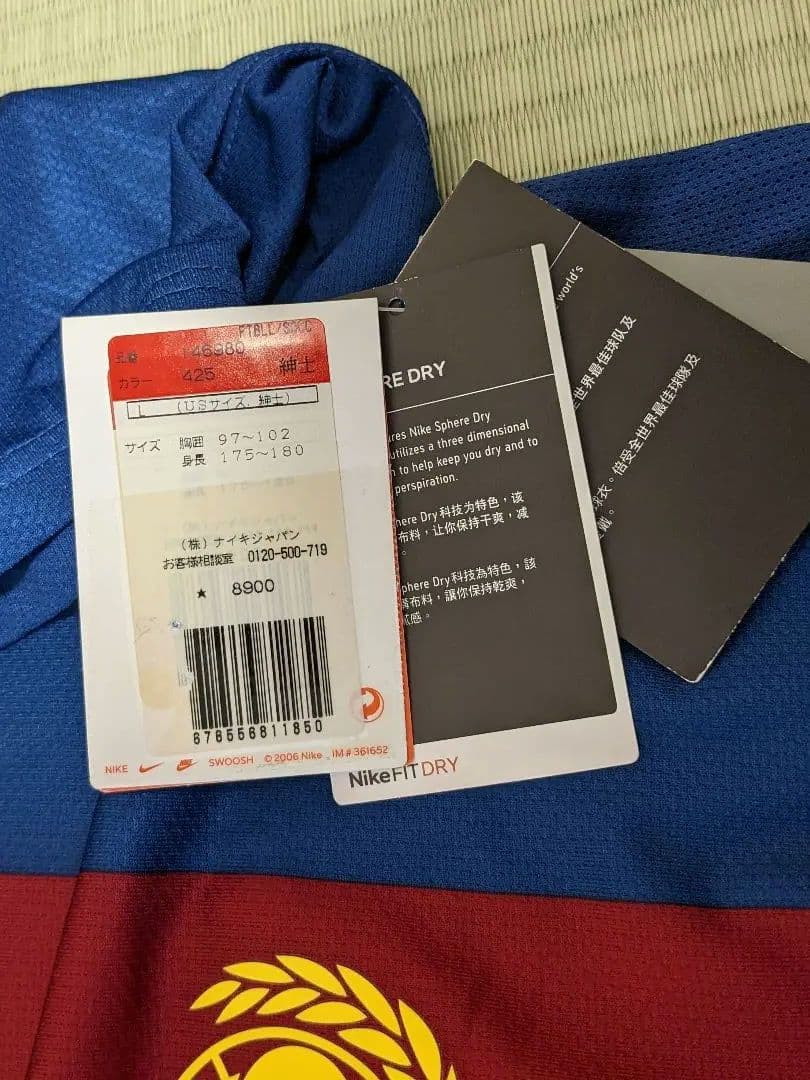 FTBLL/SOCC
品番 146980
カラー 425 紳士
L (USサイズ、紳士)
サイズ 胸囲 97～102
身長 175～180
(株)ナイキジャパン
お客様相談室 0120-500-719
★ 8900
678556811850
NIKE SWOOSH © 2006 Nike IM # 361652
RE DRY
res Nike Sphere Dry
utilizes a three dimensional
to help keep you dry and to
perspiration.
here Dry 科技为特色，该
布料，让你保持干爽，减
。
phere Dry 科技為特色，該
布料，讓你保持乾爽，
感。
NikeFIT DRY
world's
世界最佳球队及
球衣。倍受全世界最佳球隊及
。